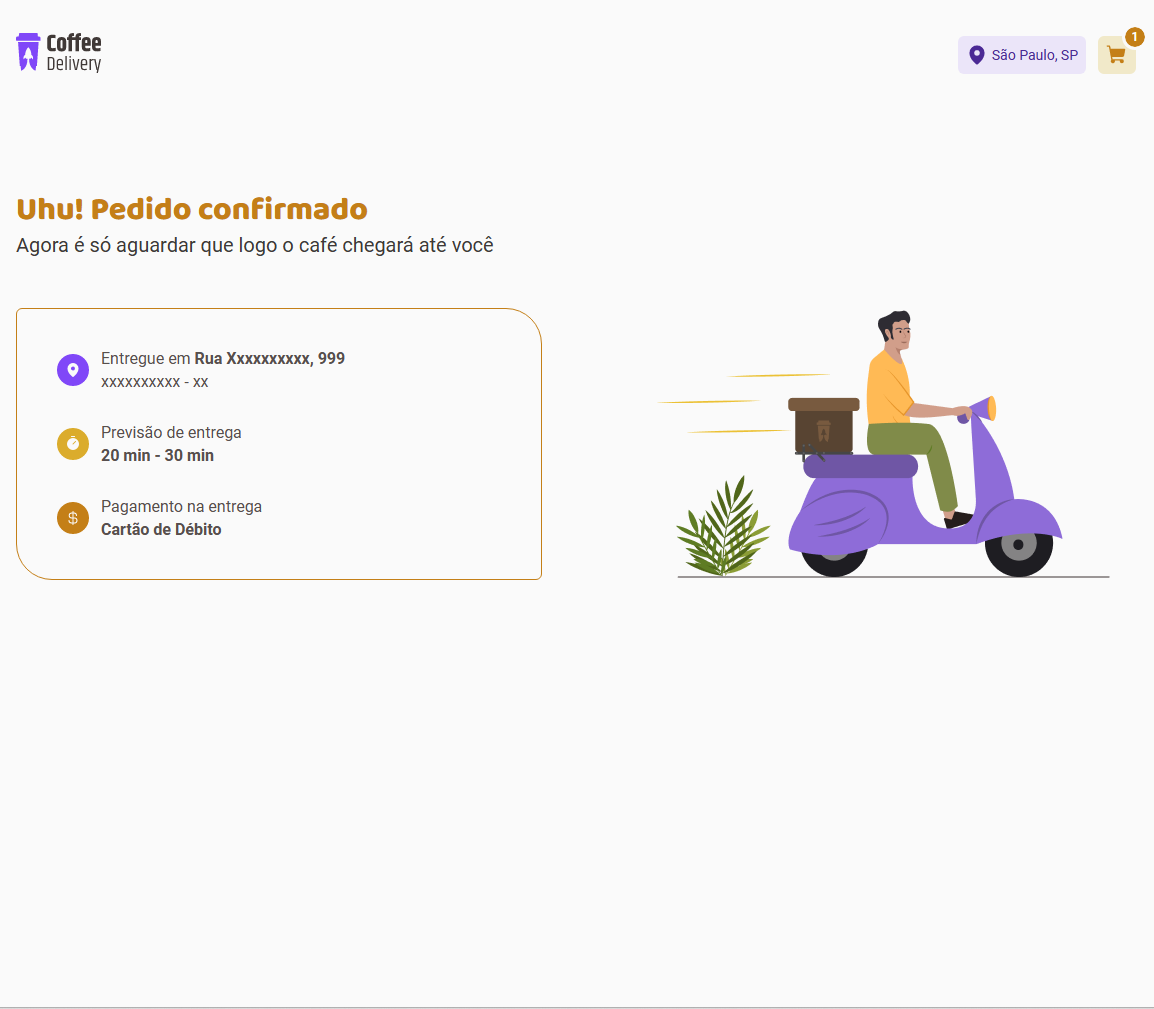 Coffee
Delivery
São Paulo, SP
1
Uhu! Pedido confirmado
Agora é só aguardar que logo o café chegará até você
Entregue em Rua Xxxxxxxxxx, 999
xxxxxxxxxx - xx
Previsão de entrega
20 min - 30 min
Pagamento na entrega
Cartão de Débito